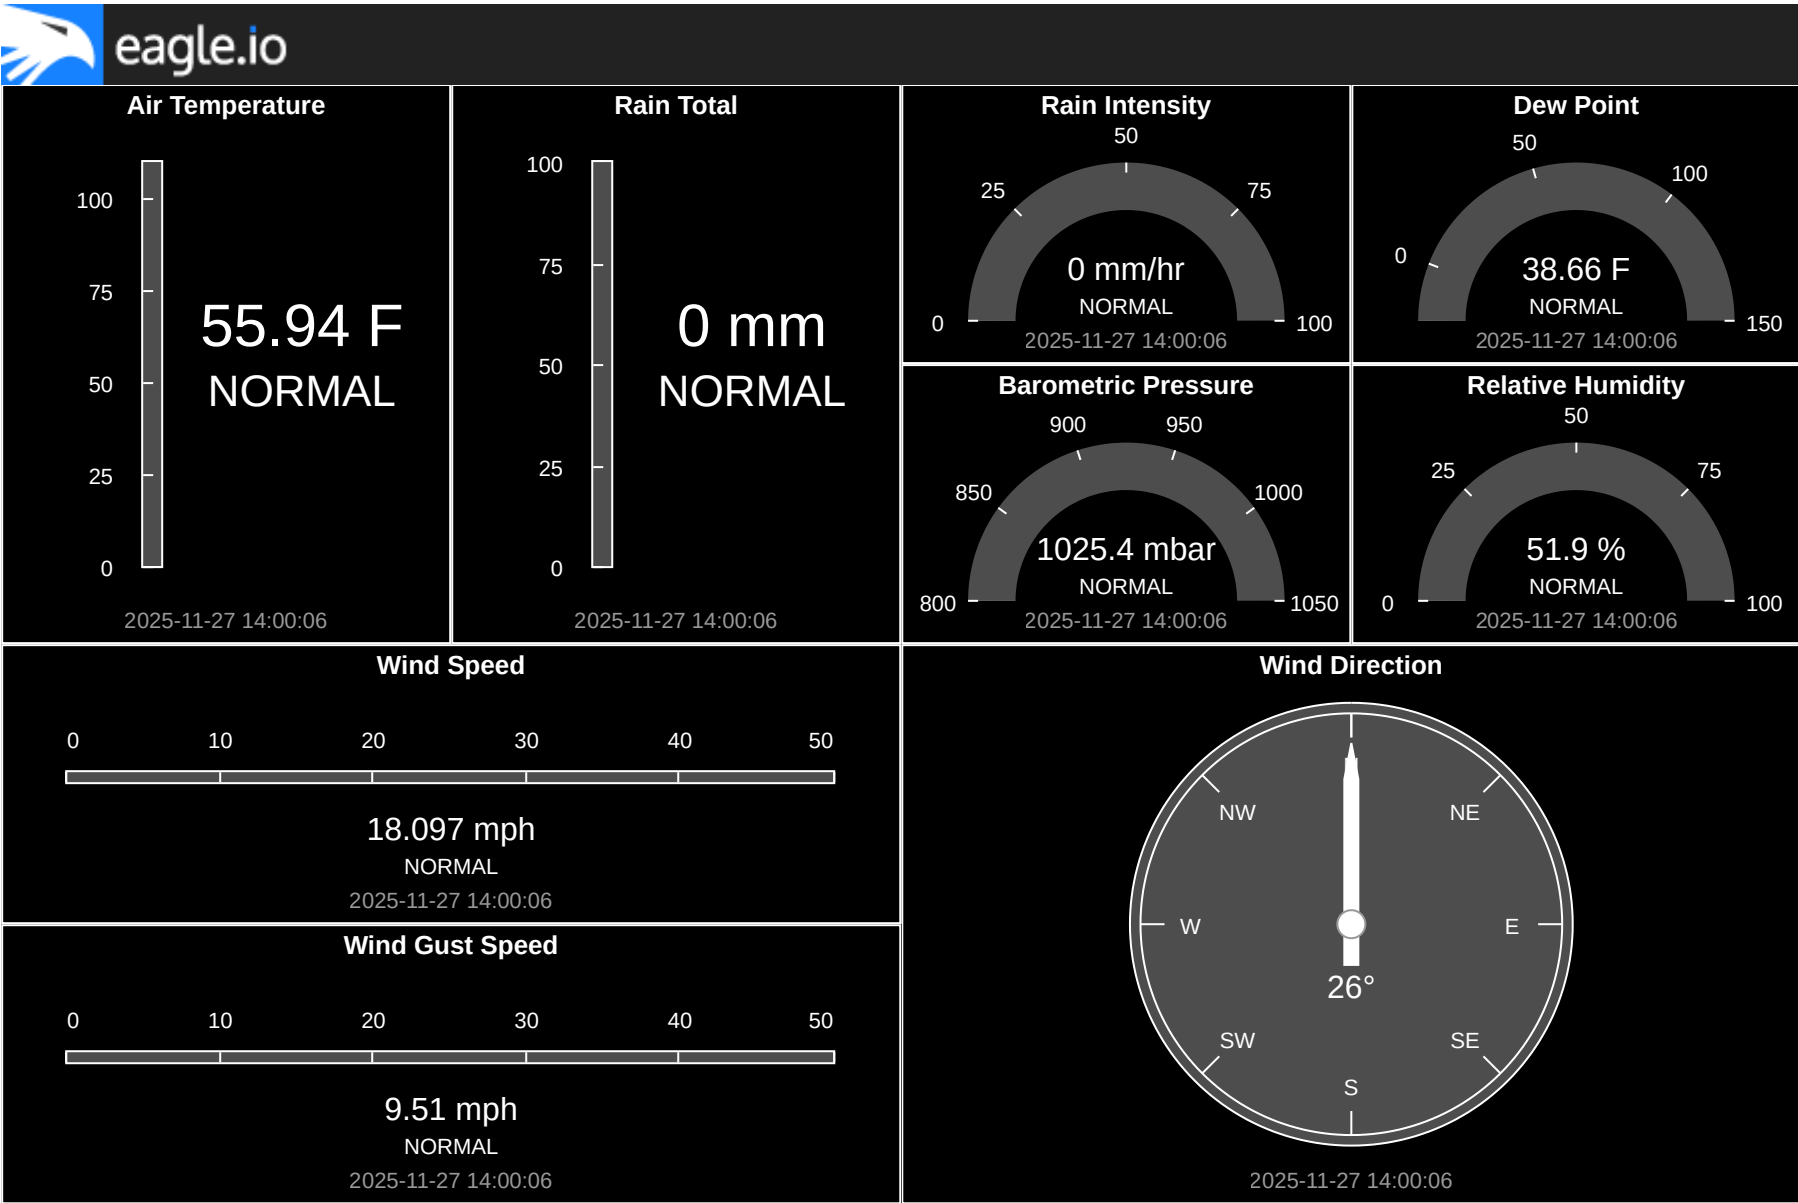 eagle.io
Air Temperature
100
75
50
25
0
55.94 F
NORMAL
2025-11-27 14:00:06
Rain Total
100
75
50
25
0
0 mm
NORMAL
2025-11-27 14:00:06
Rain Intensity
0
25
50
75
100
0 mm/hr
NORMAL
2025-11-27 14:00:06
Dew Point
0
50
100
150
38.66 F
NORMAL
2025-11-27 14:00:06
Barometric Pressure
800
850
900
950
1000
1050
1025.4 mbar
NORMAL
2025-11-27 14:00:06
Relative Humidity
0
25
50
75
100
51.9 %
NORMAL
2025-11-27 14:00:06
Wind Speed
0 10 20 30 40 50
18.097 mph
NORMAL
2025-11-27 14:00:06
Wind Gust Speed
0 10 20 30 40 50
9.51 mph
NORMAL
2025-11-27 14:00:06
Wind Direction
NW NE
W E
26°
SW SE
S
2025-11-27 14:00:06